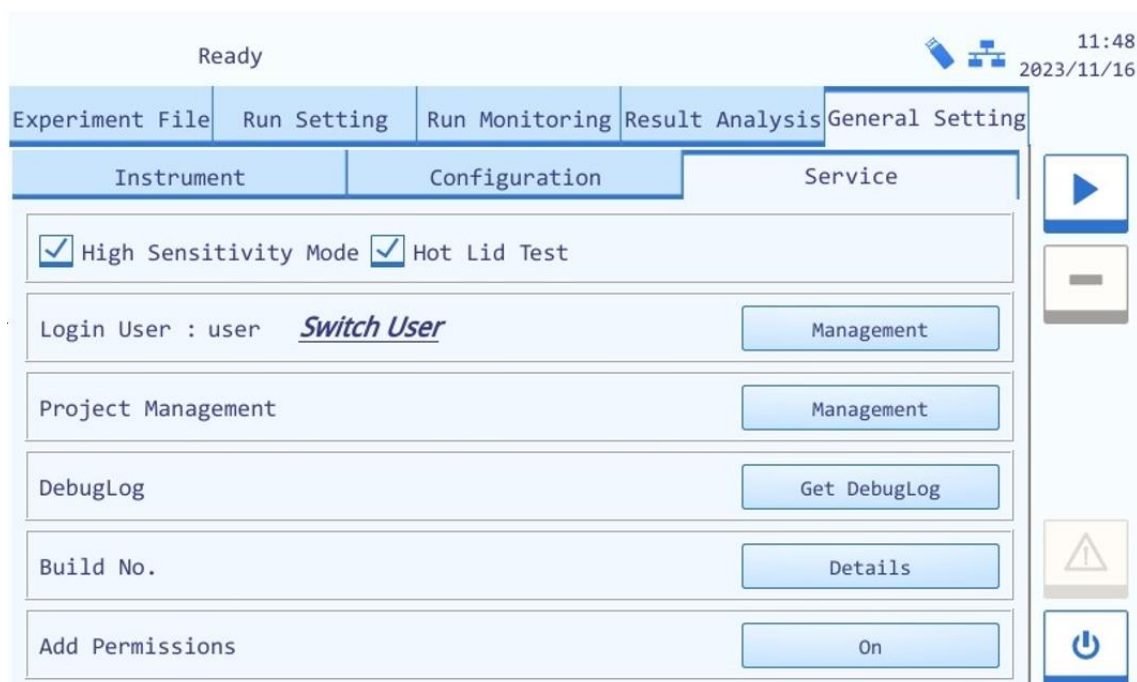 Ready
11:48
2023/11/16
Experiment File Run Setting Run Monitoring Result Analysis General Setting
Instrument Configuration Service
High Sensitivity Mode Hot Lid Test
Login User : user Switch User Management
Project Management Management
DebugLog Get DebugLog
Build No. Details
Add Permissions On